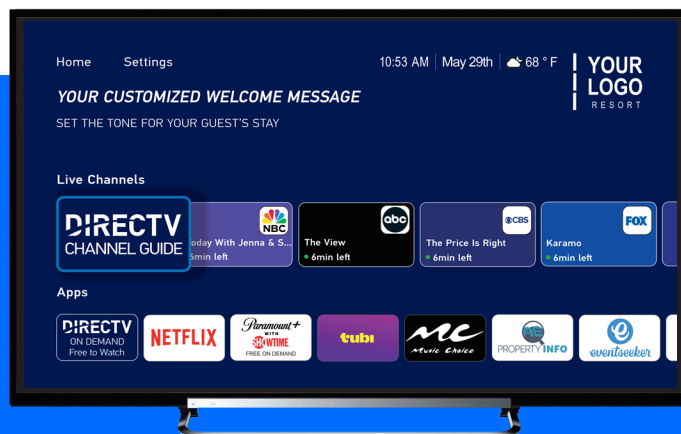 Home Settings 10:53 AM May 29th 68 ° F
YOUR LOGO
RESORT
YOUR CUSTOMIZED WELCOME MESSAGE
SET THE TONE FOR YOUR GUEST'S STAY
Live Channels
DIRECTV
CHANNEL GUIDE
NBC
oday With Jenna & S...
6min left
abc
The View
6min left
CBS
The Price Is Right
6min left
FOX
Karamo
6min left
Apps
DIRECTV
ON DEMAND
Free to Watch
NETFLIX
Paramount+
WITH
SHOWTIME
FREE ON DEMAND
tubi
MC
Music Choice
PROPERTY INFO
e
eventseeker